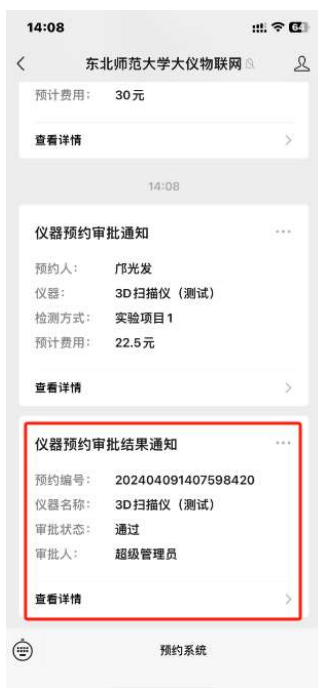 14:08
64
东北师范大学大仪物联网
预计费用： 30元
查看详情
14:08
仪器预约审批通知
预约人： 邝光发
仪器： 3D扫描仪（测试）
检测方式： 实验项目1
预计费用： 22.5元
查看详情
仪器预约审批结果通知
预约编号： 202404091407598420
仪器名称： 3D扫描仪（测试）
审批状态： 通过
审批人： 超级管理员
查看详情
预约系统